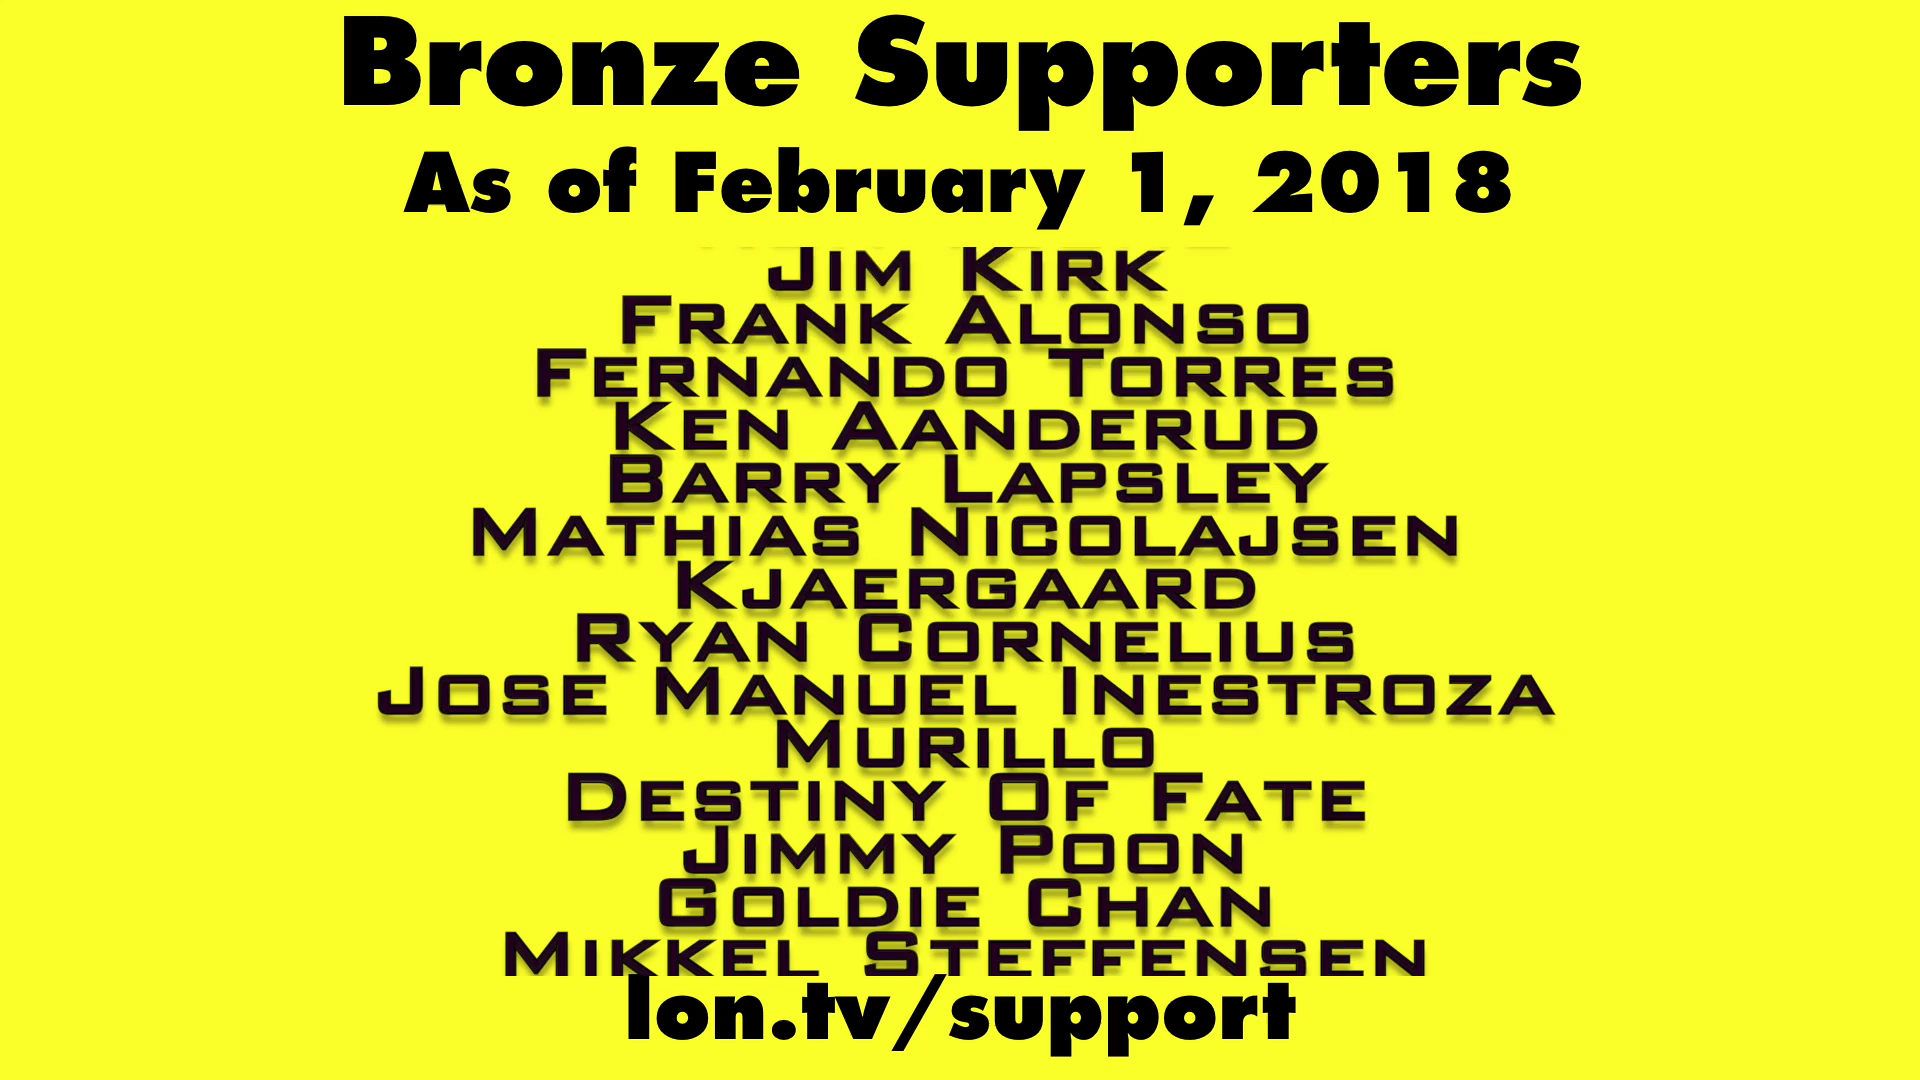 Bronze Supporters
As of February 1, 2018
Jim Kirk
Frank Alonso
Fernando Torres
Ken Aanderud
Barry Lapsley
Mathias Nicolajsen
Kjaergaard
Ryan Cornelius
Jose Manuel Inestroza
Murillo
Destiny Of Fate
Jimmy Poon
Goldie Chan
Mikkel Steffensen
lon.tv/support